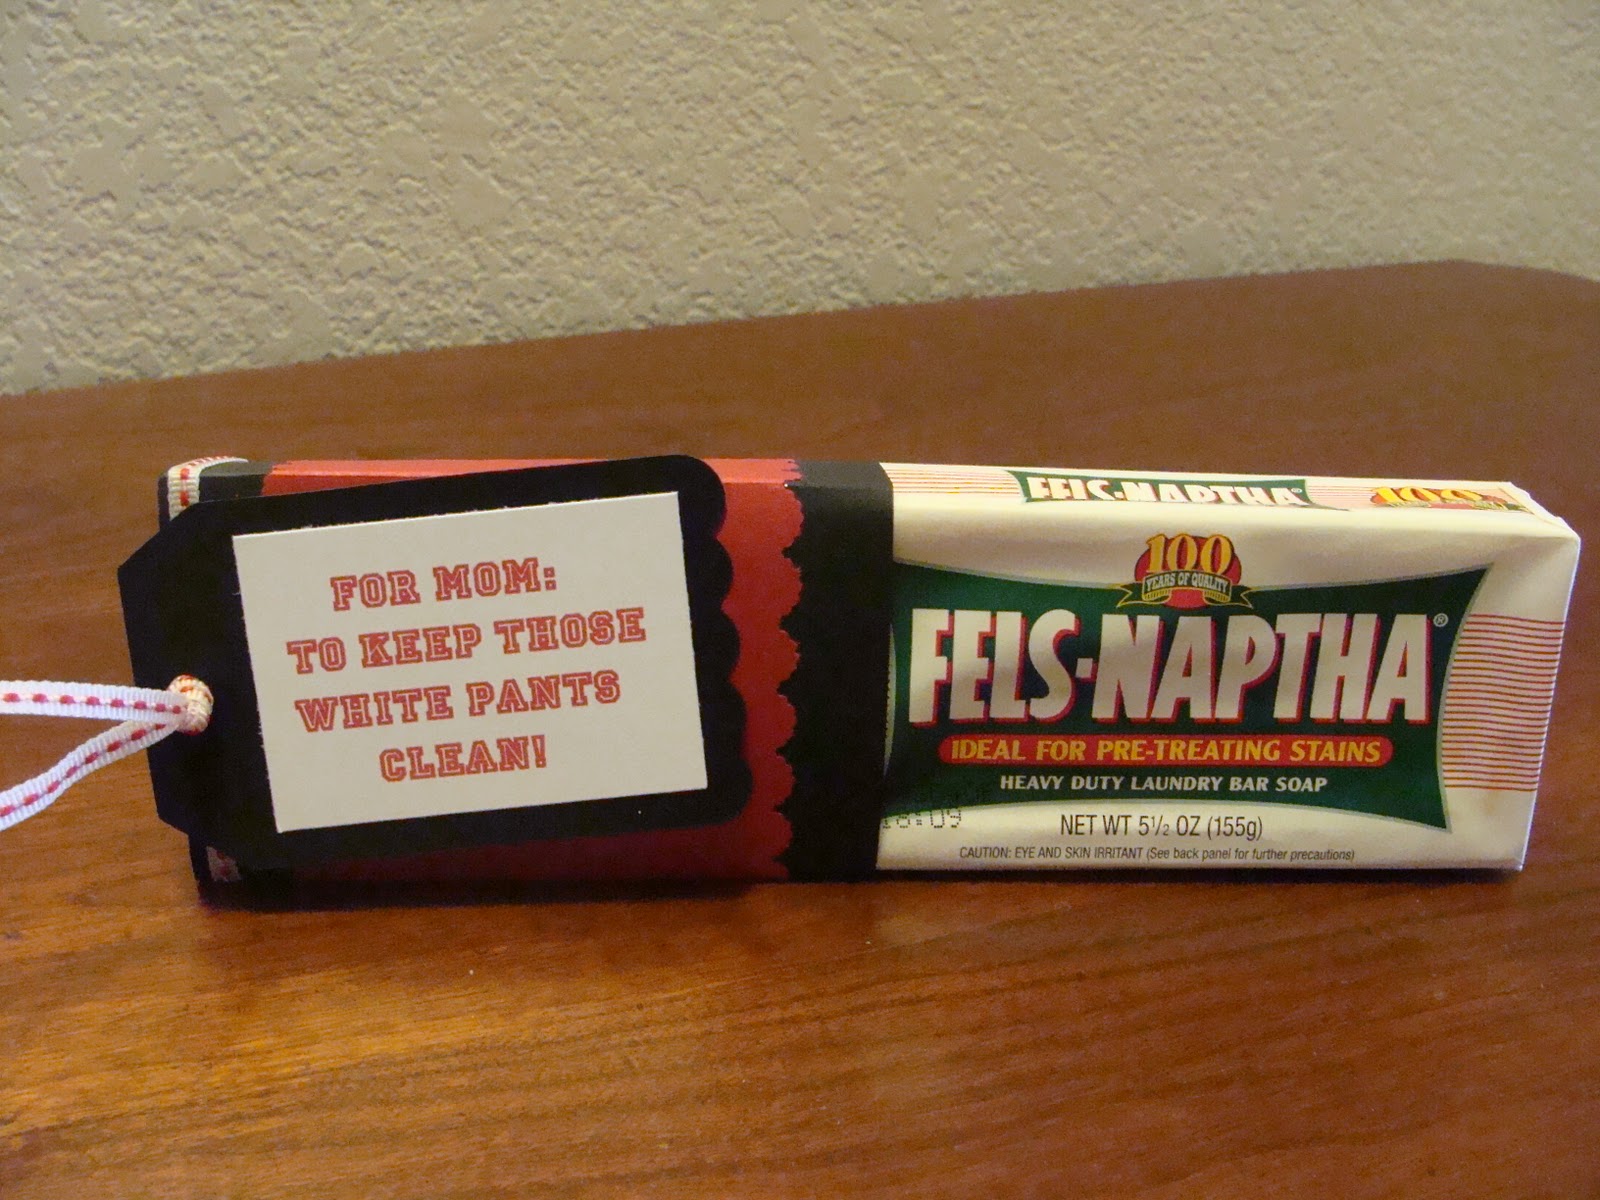 FOR MOM:
TO KEEP THOSE
WHITE PANTS
CLEAN!
FELS-NAPTHA®
100
100
YEARS OF QUALITY
FELS-NAPTHA®
IDEAL FOR PRE-TREATING STAINS
HEAVY DUTY LAUNDRY BAR SOAP
NET WT 5½ OZ (155g)
CAUTION: EYE AND SKIN IRRITANT (See back panel for further precautions)